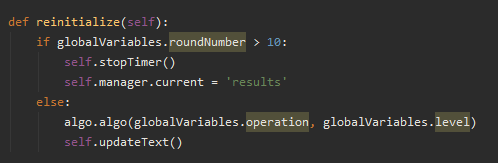 def reinitialize(self):
    if globalVariables.roundNumber > 10:
        self.stopTimer()
        self.manager.current = 'results'
    else:
        algo.algo(globalVariables.operation, globalVariables.level)
        self.updateText()